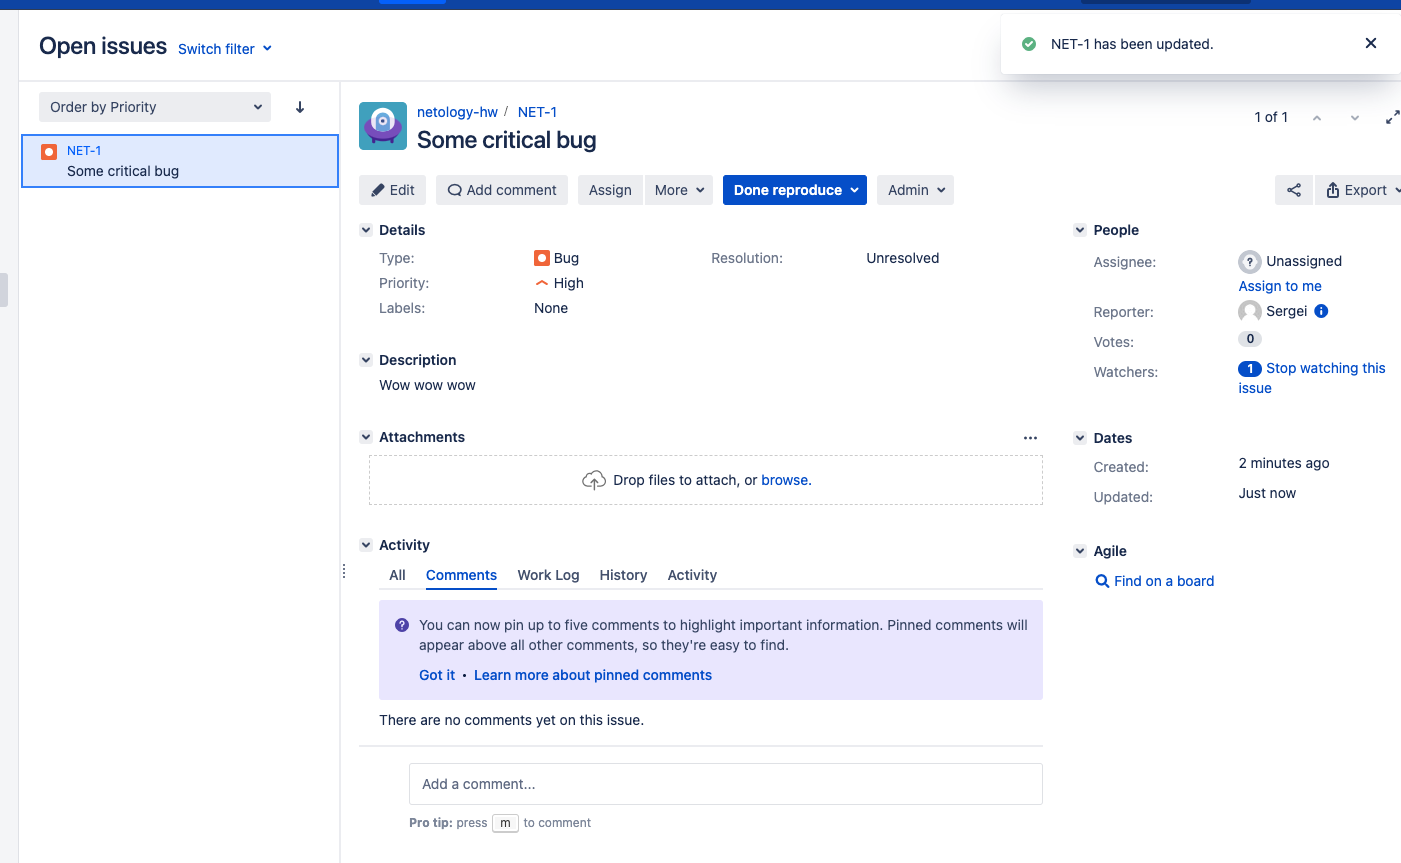 Open issues Switch filter
NET-1 has been updated.
Order by Priority
NET-1
Some critical bug
netology-hw / NET-1
Some critical bug
1 of 1
Edit Add comment Assign More Done reproduce Admin Export
Details
Type: Bug Resolution: Unresolved
Priority: High
Labels: None
Description
Wow wow wow
Attachments
Drop files to attach, or browse.
Activity
All Comments Work Log History Activity
You can now pin up to five comments to highlight important information. Pinned comments will
appear above all other comments, so they're easy to find.
Got it • Learn more about pinned comments
There are no comments yet on this issue.
Add a comment...
Pro tip: press m to comment
People
Assignee: Unassigned
Assign to me
Reporter: Sergei
Votes: 0
Watchers: 1 Stop watching this
issue
Dates
Created: 2 minutes ago
Updated: Just now
Agile
Find on a board